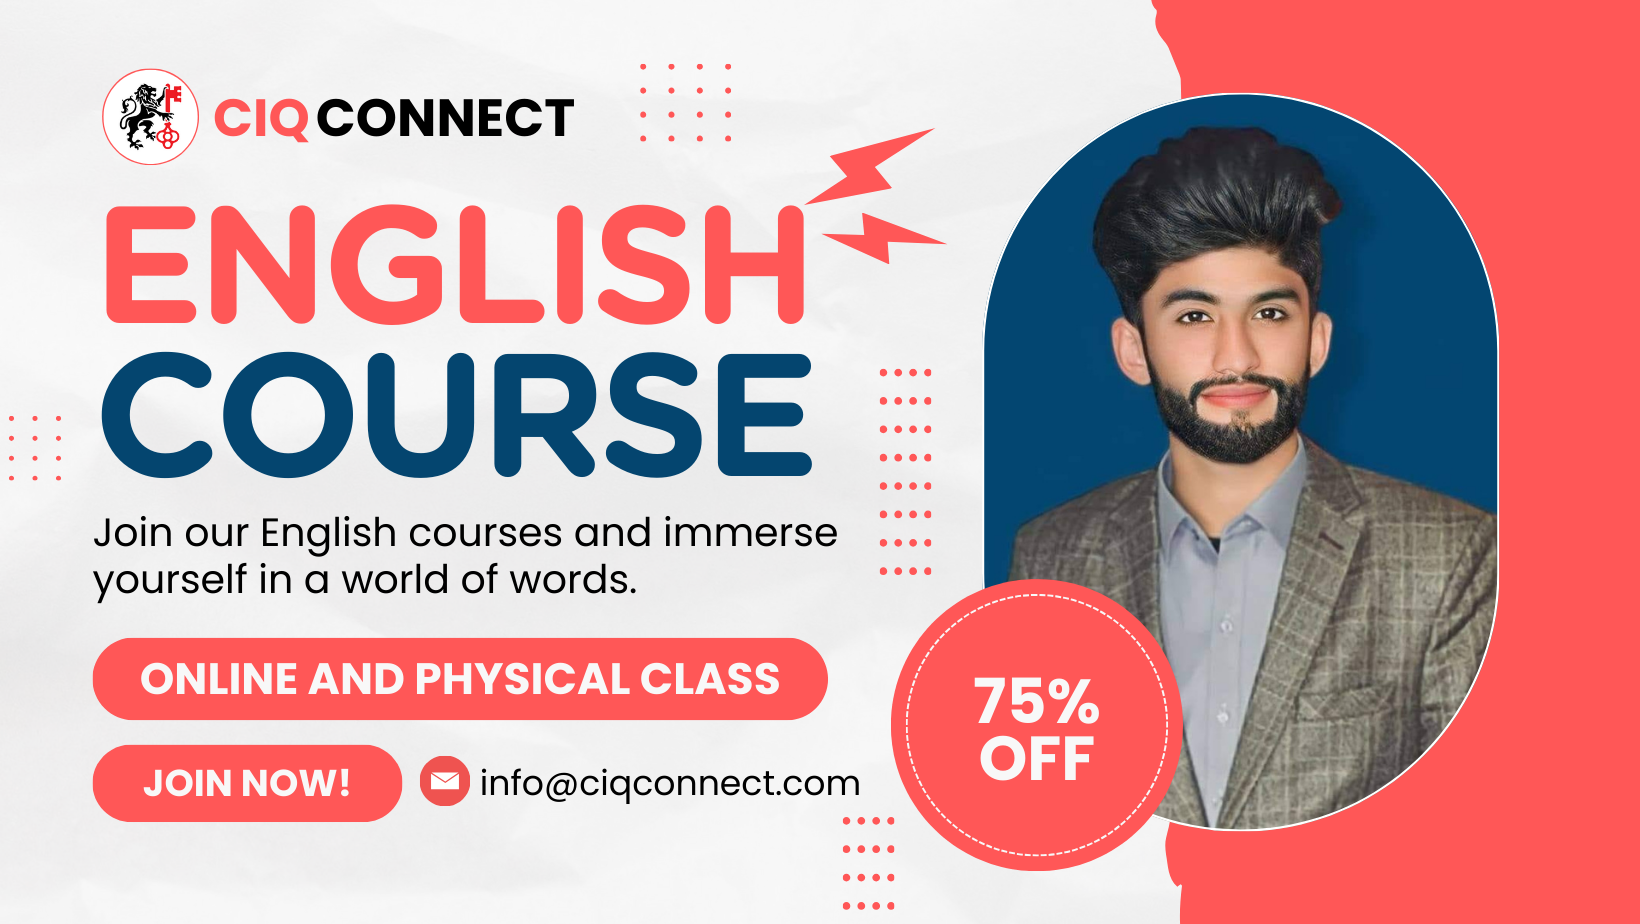 CIQ CONNECT
ENGLISH
COURSE
Join our English courses and immerse
yourself in a world of words.
ONLINE AND PHYSICAL CLASS
JOIN NOW!
info@ciqconnect.com
75%
OFF